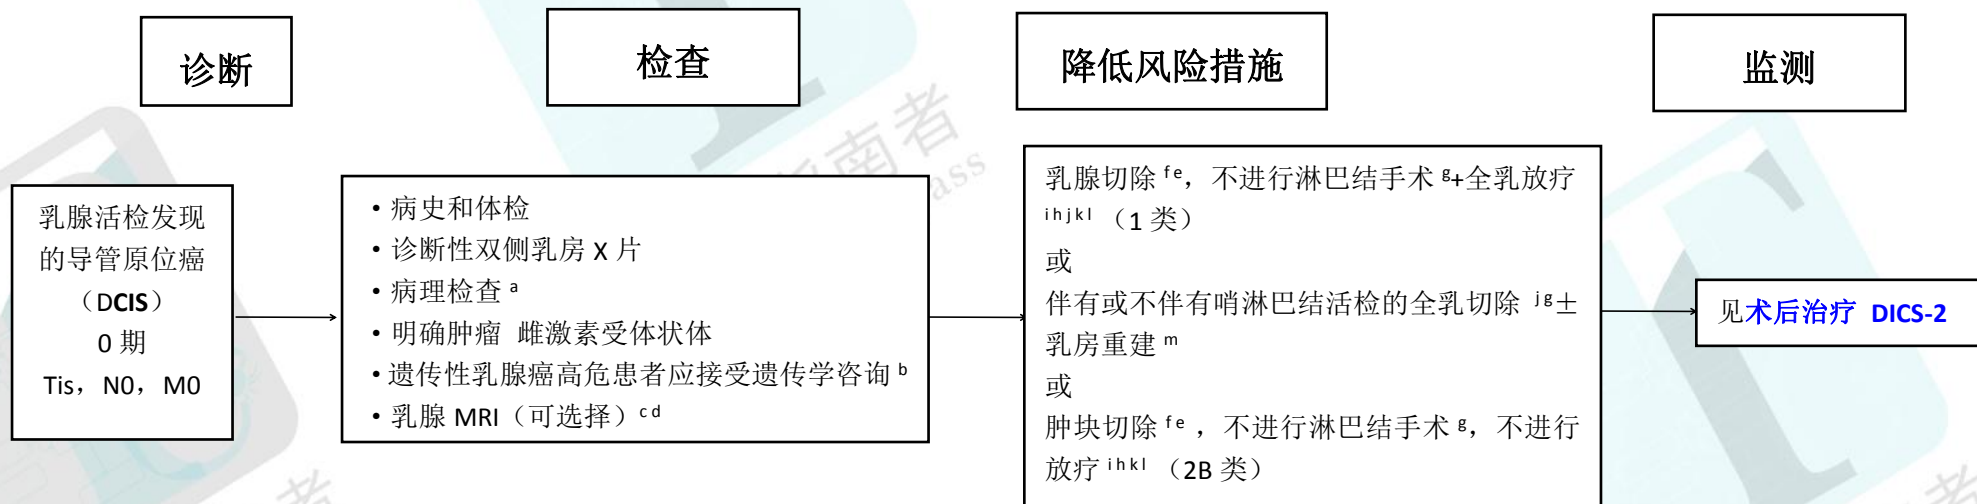 诊断
检查
降低风险措施
监测
乳腺活检发现
的导管原位癌
（DCIS）
0 期
Tis，N0，M0
• 病史和体检
• 诊断性双侧乳房 X 片
• 病理检查 a
• 明确肿瘤 雌激素受体状体
• 遗传性乳腺癌高危患者应接受遗传学咨询 b
• 乳腺 MRI（可选择）c d
乳腺切除 f e，不进行淋巴结手术 g+全乳放疗
i h j k l （1 类）
或
伴有或不伴有哨淋巴结活检的全乳切除 j g±
乳房重建 m
或
肿块切除 f e ，不进行淋巴结手术 g，不进行
放疗 i h k l （2B 类）
见术后治疗 DICS-2
南者
ass
者